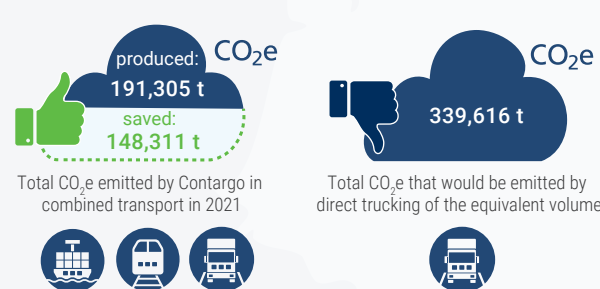 produced:
CO₂e
191,305 t
saved:
148,311 t
Total CO₂e emitted by Contargo in
combined transport in 2021
CO₂e
339,616 t
Total CO₂e that would be emitted by
direct trucking of the equivalent volume